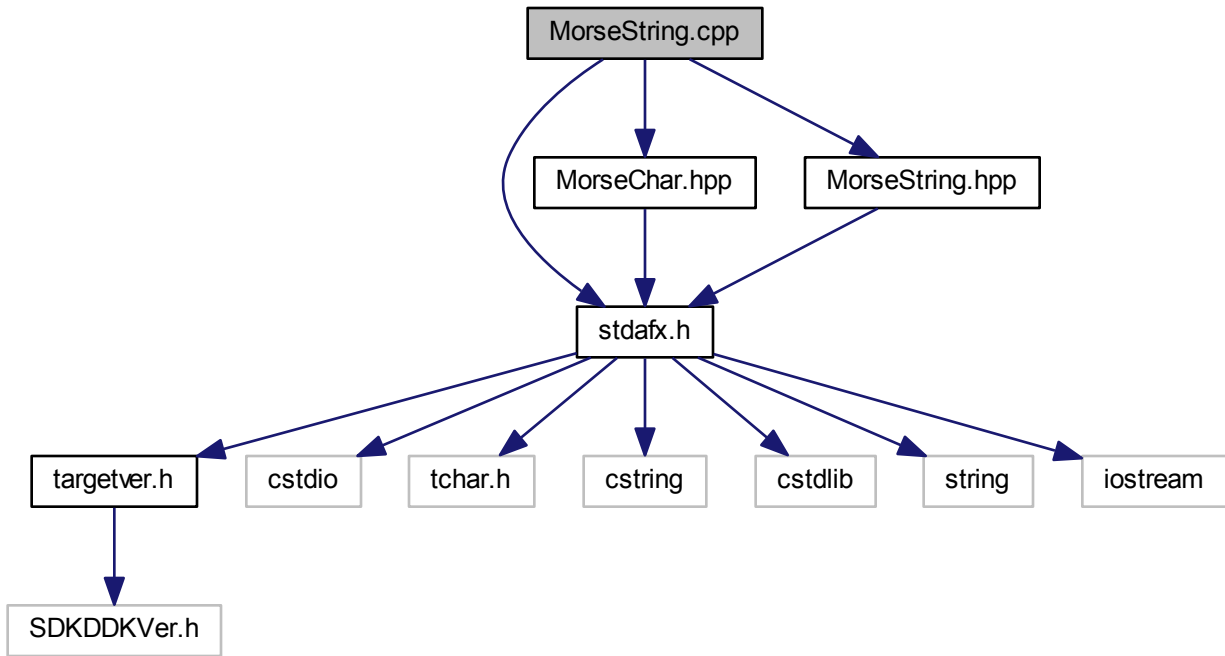 MorseString.cpp
MorseChar.hpp
MorseString.hpp
stdafx.h
targetver.h
cstdio
tchar.h
cstring
cstdlib
string
iostream
SDKDDKVer.h